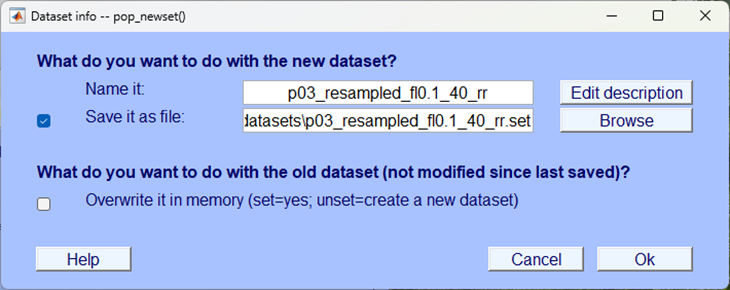 Dataset info -- pop_newset()
What do you want to do with the new dataset?
Name it: p03_resampled_fl0.1_40_rr Edit description
Save it as file: datasets\p03_resampled_fl0.1_40_rr.set Browse
What do you want to do with the old dataset (not modified since last saved)?
Overwrite it in memory (set=yes; unset=create a new dataset)
Help Cancel Ok